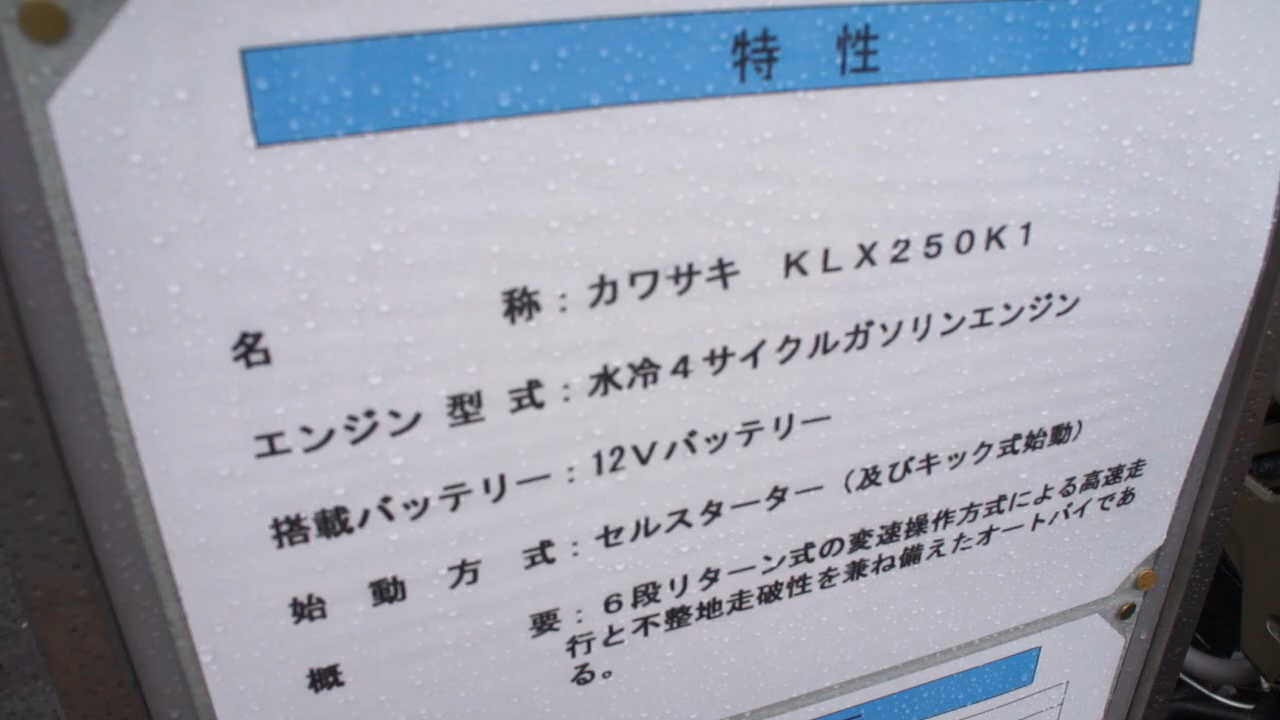 特 性
名 称：カワサキ ＫＬＸ２５０Ｋ１
エンジン 型 式：水冷４サイクルガソリンエンジン
搭載バッテリー：12Ｖバッテリー
始 動 方 式：セルスターター（及びキック式始動）
概 要：６段リターン式の変速操作方式による高速走
行と不整地走破性を兼ね備えたオートバイであ
る。